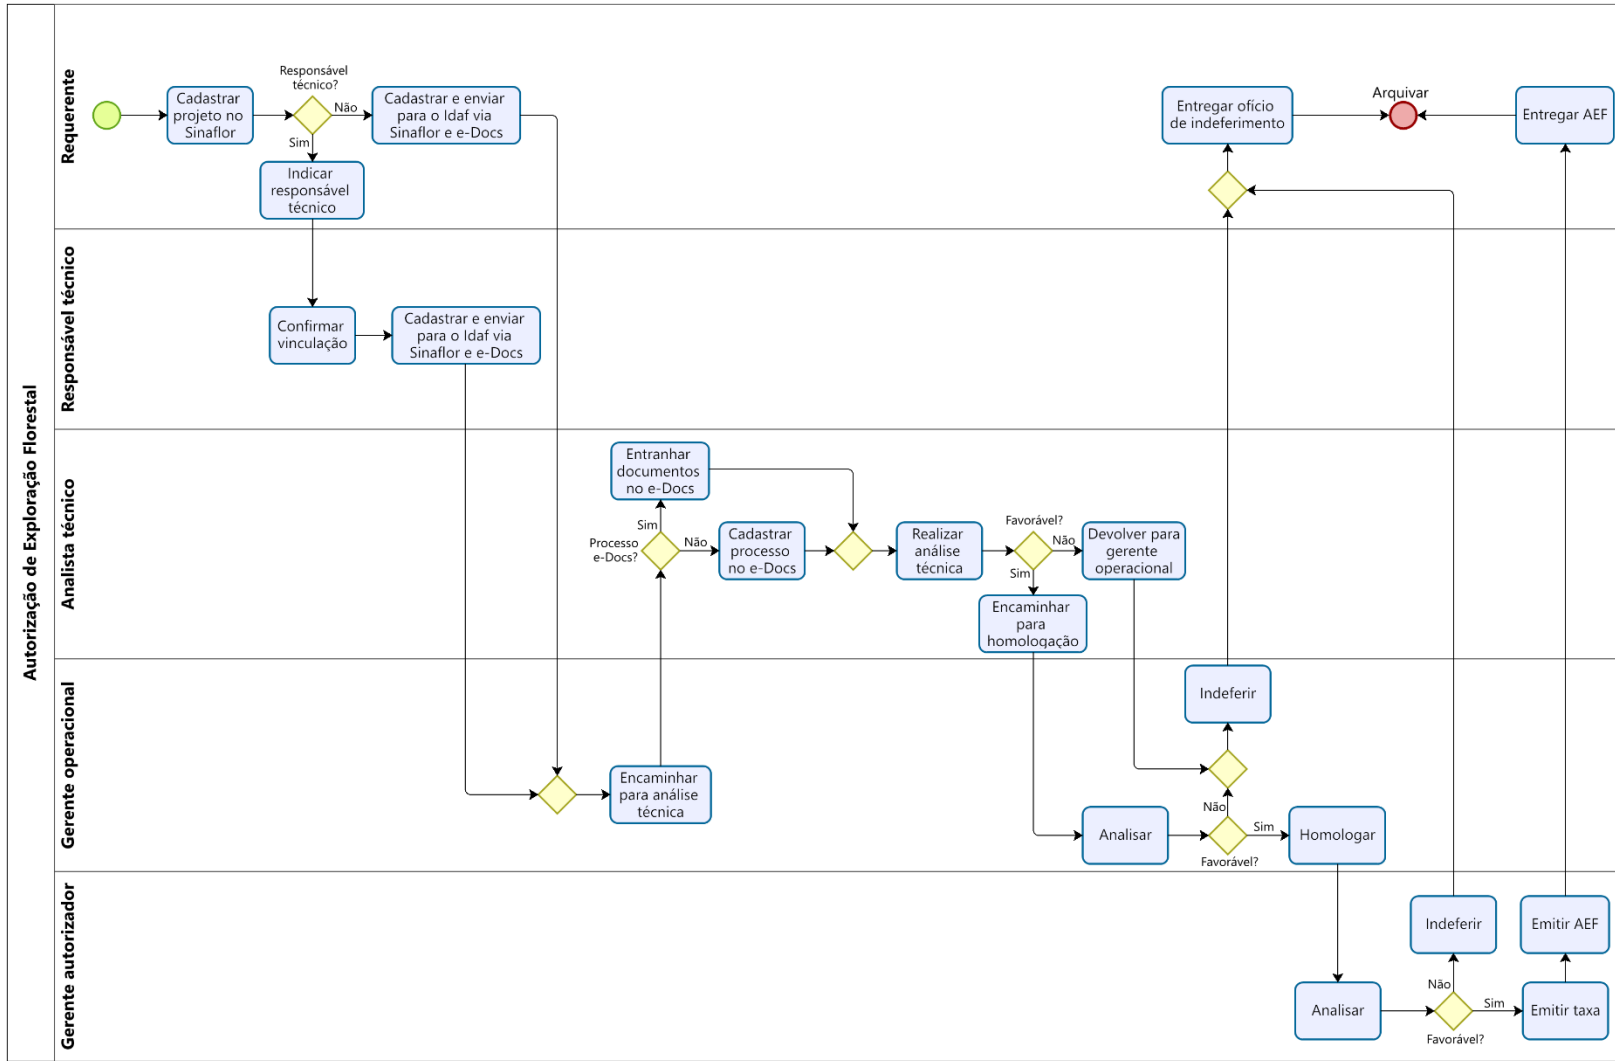 Autorização de Exploração Florestal
Requerente
Cadastrar
projeto no
Sinaflor
Responsável
técnico?
Não
Sim
Cadastrar e enviar
para o Idaf via
Sinaflor e e-Docs
Indicar
responsável
técnico
Entregar ofício
de indeferimento
Arquivar
Entregar AEF
Responsável técnico
Confirmar
vinculação
Cadastrar e enviar
para o Idaf via
Sinaflor e e-Docs
Analista técnico
Entranhar
documentos
no e-Docs
Sim
Processo
e-Docs?
Não
Cadastrar
processo
no e-Docs
Realizar
análise
técnica
Favorável?
Não
Sim
Devolver para
gerente
operacional
Encaminhar
para
homologação
Gerente operacional
Encaminhar
para análise
técnica
Indeferir
Analisar
Não
Sim
Favorável?
Homologar
Gerente autorizador
Indeferir
Emitir AEF
Analisar
Não
Sim
Favorável?
Emitir taxa